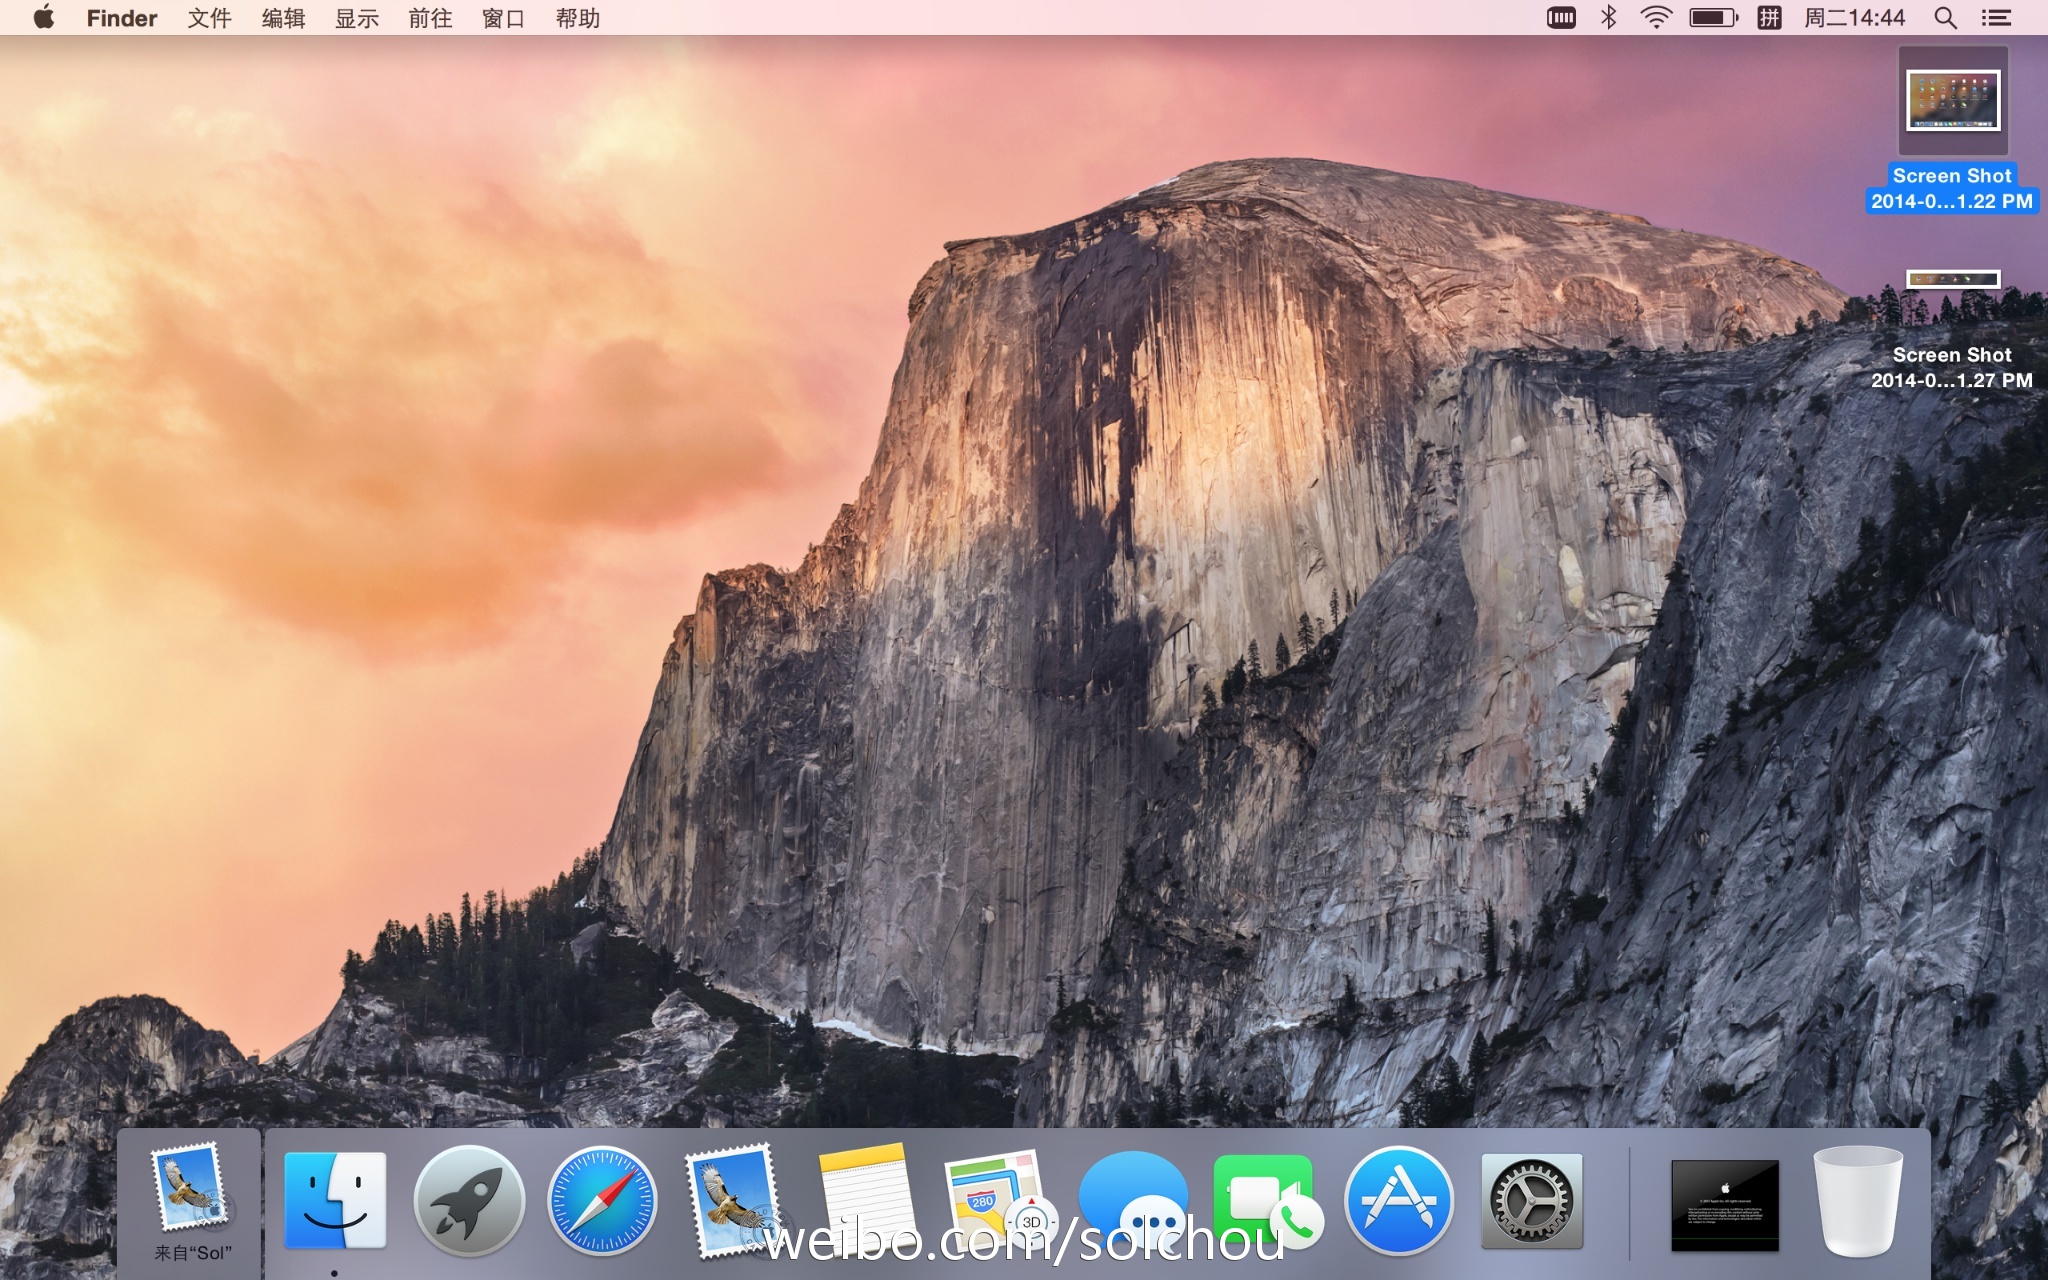 Finder 文件 编辑 显示 前往 窗口 帮助 拼 周二14:44
Screen Shot
2014-0...1.22 PM
Screen Shot
2014-0...1.27 PM
280
3D
来自“Sol”
weibo.com/solchou